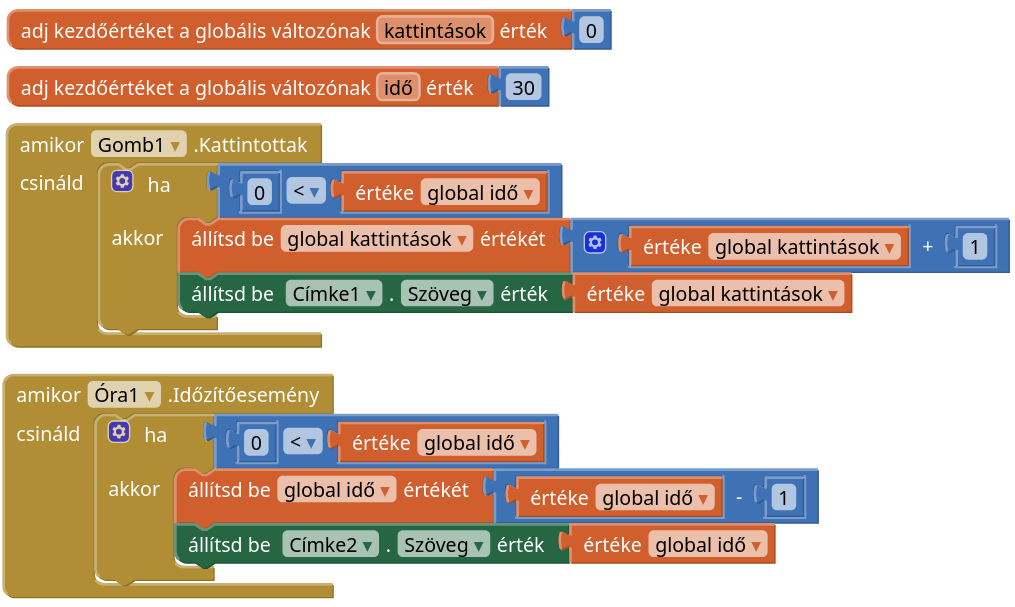 adj kezdőértéket a globális változónak kattintások érték 0
adj kezdőértéket a globális változónak idő érték 30
amikor Gomb1 ▾ .Kattintottak
csináld ha 0 < ▾ értéke global idő ▾
akkor állítsd be global kattintások ▾ értékét értéke global kattintások ▾ + 1
állítsd be Címke1 ▾ . Szöveg ▾ érték értéke global kattintások ▾
amikor Óra1 ▾ .Időzítőesemény
csináld ha 0 < ▾ értéke global idő ▾
akkor állítsd be global idő ▾ értékét értéke global idő ▾ - 1
állítsd be Címke2 ▾ . Szöveg ▾ érték értéke global idő ▾